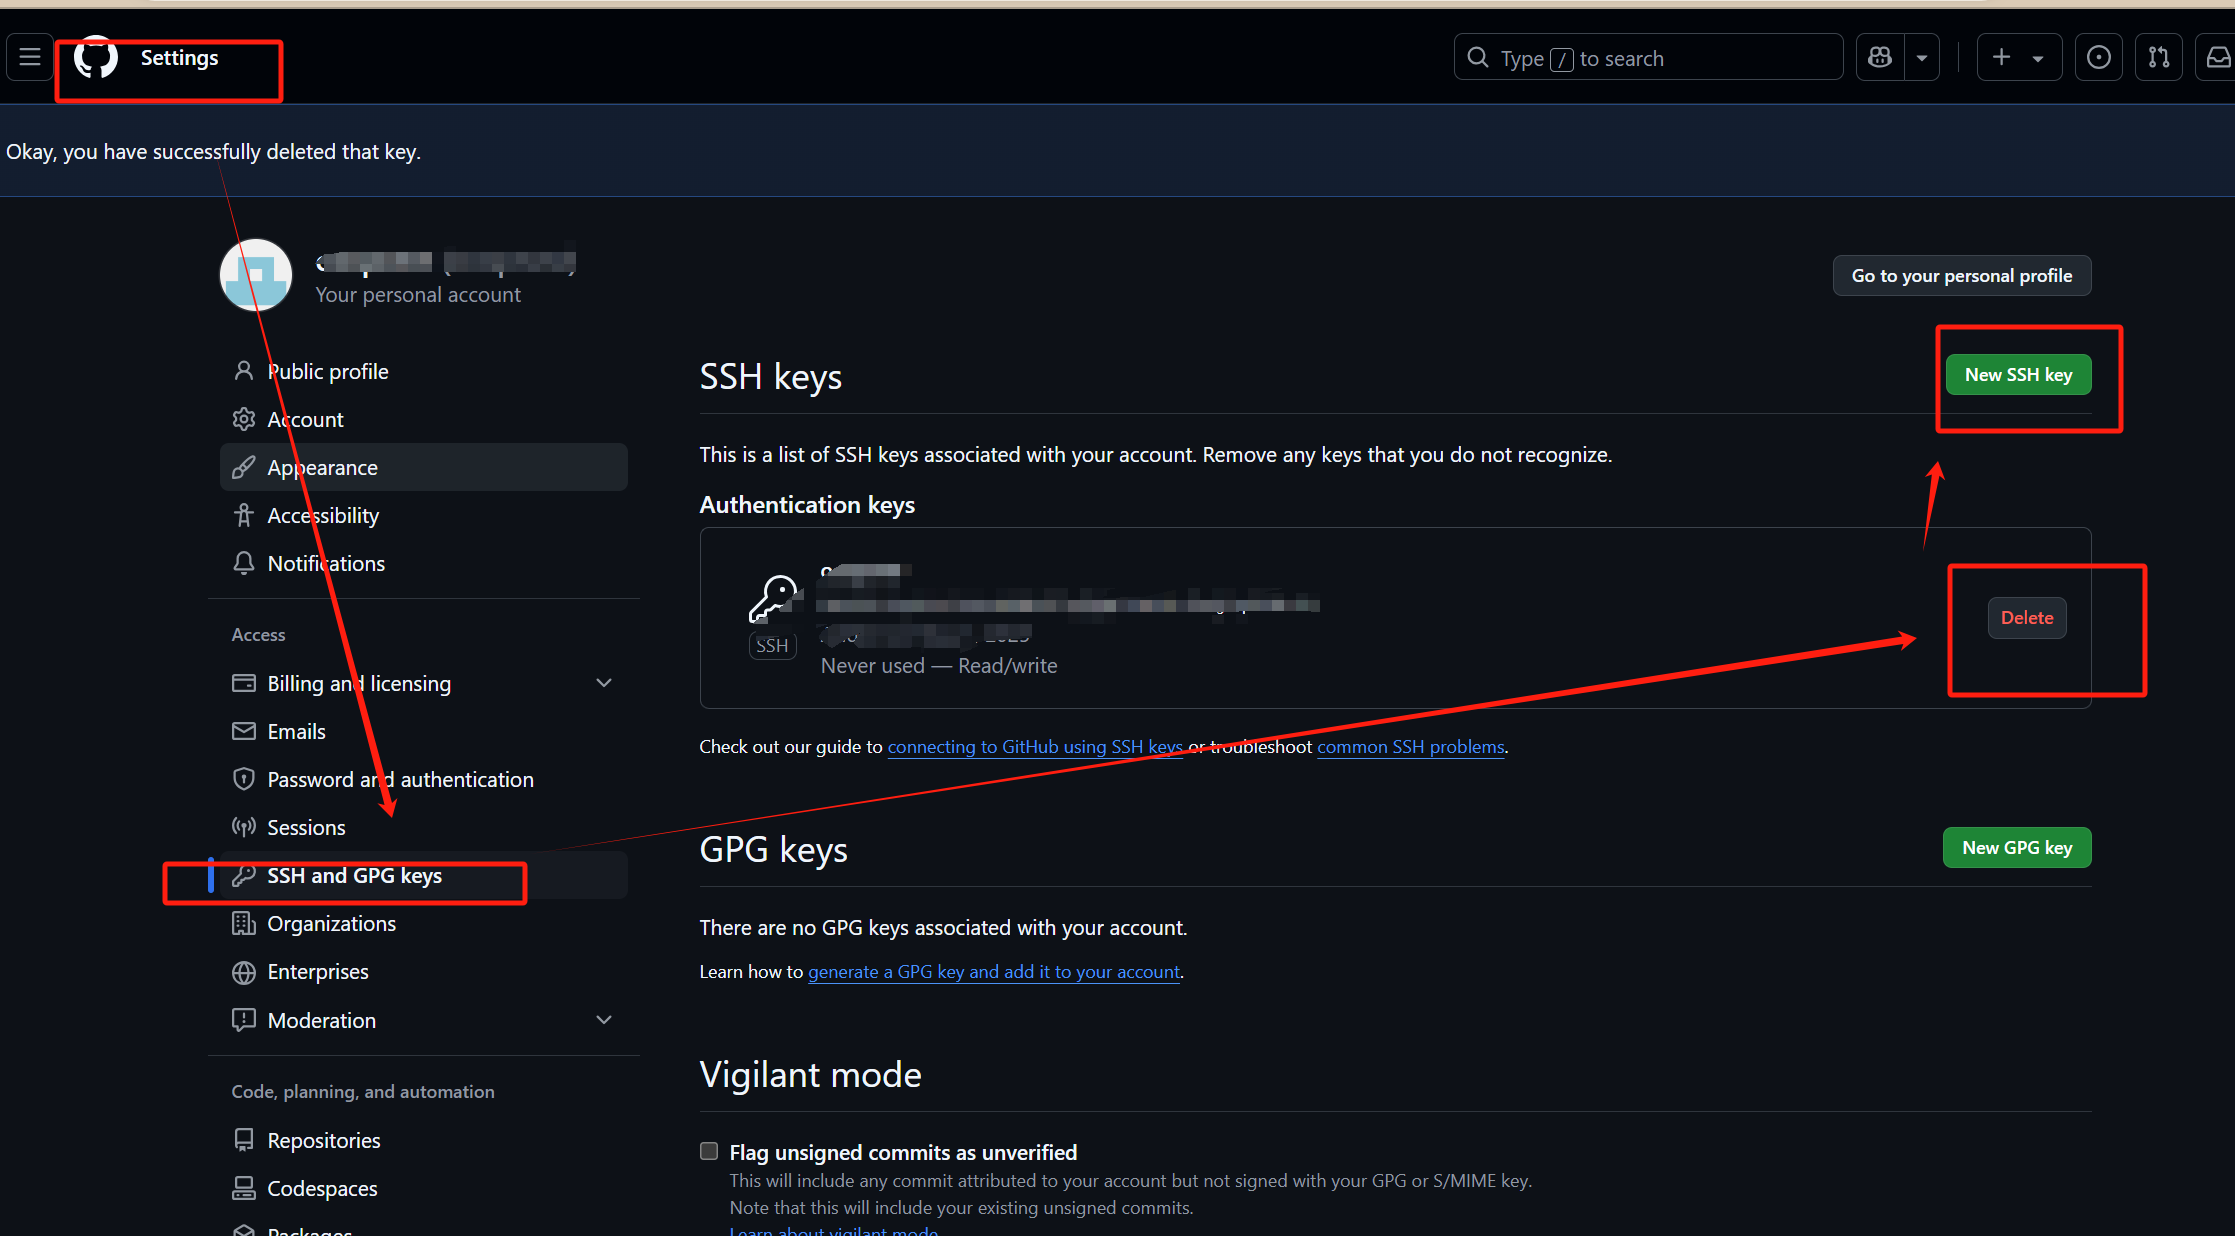 Settings
Type / to search
Okay, you have successfully deleted that key.
Your personal account
Go to your personal profile
Public profile
Account
Appearance
Accessibility
Notifications
Access
Billing and licensing
Emails
Password and authentication
Sessions
SSH and GPG keys
Organizations
Enterprises
Moderation
Code, planning, and automation
Repositories
Codespaces
Packages
SSH keys
New SSH key
This is a list of SSH keys associated with your account. Remove any keys that you do not recognize.
Authentication keys
SSH
Never used — Read/write
Delete
Check out our guide to connecting to GitHub using SSH keys or troubleshoot common SSH problems.
GPG keys
New GPG key
There are no GPG keys associated with your account.
Learn how to generate a GPG key and add it to your account.
Vigilant mode
Flag unsigned commits as unverified
This will include any commit attributed to your account but not signed with your GPG or S/MIME key.
Note that this will include your existing unsigned commits.
Learn about vigilant mode